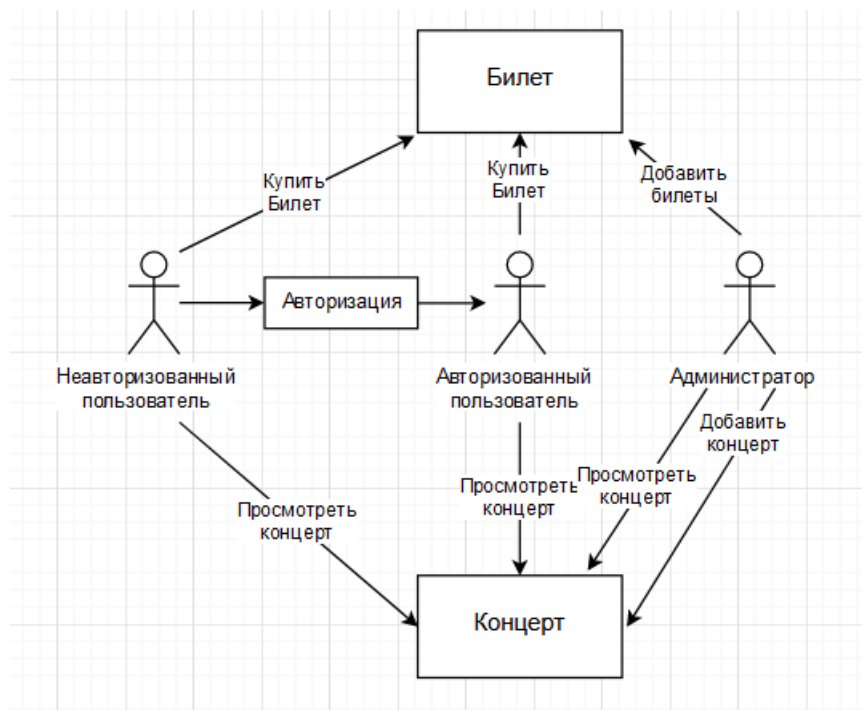 Билет
Купить
Билет
Купить
Билет
Добавить
билеты
Авторизация
Неавторизованный
пользователь
Авторизованный
пользователь
Администратор
Добавить
концерт
Просмотреть
концерт
Просмотреть
концерт
Просмотреть
концерт
Концерт